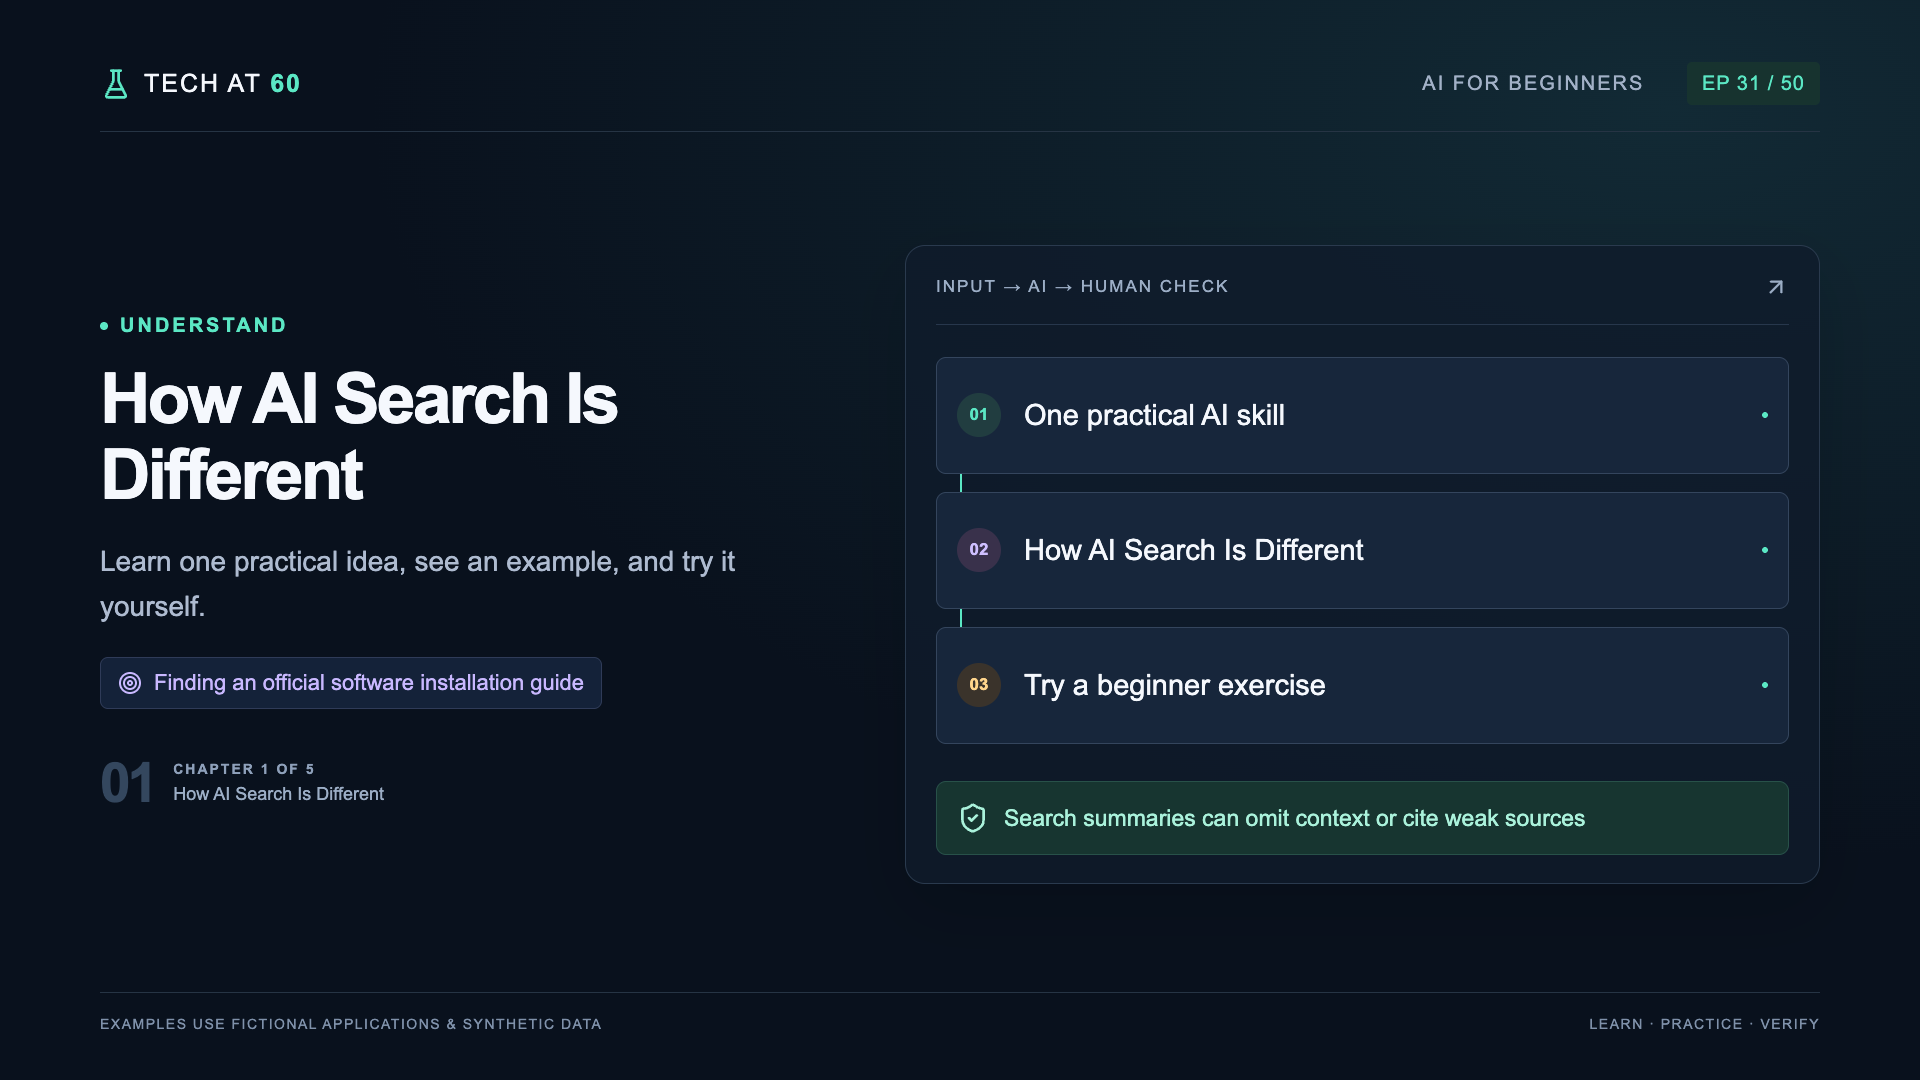 TECH AT 60
AI FOR BEGINNERS
EP 31 / 50
UNDERSTAND
How AI Search Is
Different
Learn one practical idea, see an example, and try it
yourself.
Finding an official software installation guide
01
CHAPTER 1 OF 5
How AI Search Is Different
INPUT → AI → HUMAN CHECK
01 One practical AI skill
02 How AI Search Is Different
03 Try a beginner exercise
Search summaries can omit context or cite weak sources
EXAMPLES USE FICTIONAL APPLICATIONS & SYNTHETIC DATA
LEARN · PRACTICE · VERIFY